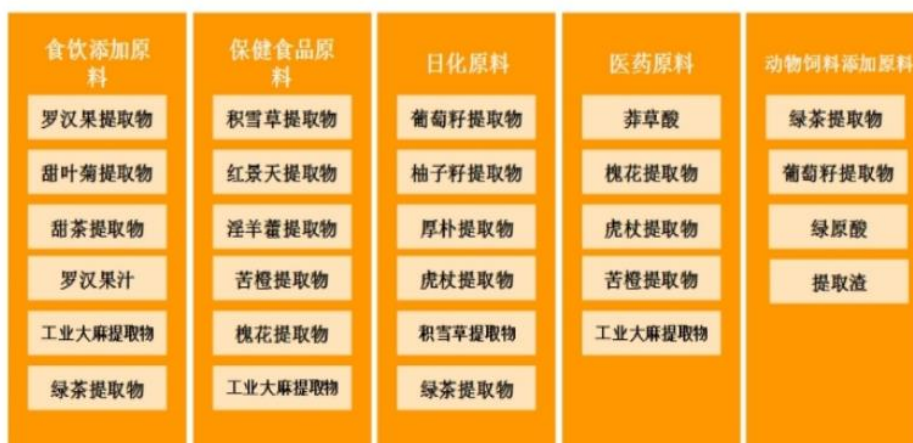 食饮添加原
料
罗汉果提取物
甜叶菊提取物
甜茶提取物
罗汉果汁
工业大麻提取物
绿茶提取物
保健食品原
料
积雪草提取物
红景天提取物
淫羊藿提取物
苦橙提取物
槐花提取物
工业大麻提取物
日化原料
葡萄籽提取物
柚子籽提取物
厚朴提取物
虎杖提取物
积雪草提取物
绿茶提取物
医药原料
莽草酸
槐花提取物
虎杖提取物
苦橙提取物
工业大麻提取物
动物饲料添加原料
绿茶提取物
葡萄籽提取物
绿原酸
提取渣